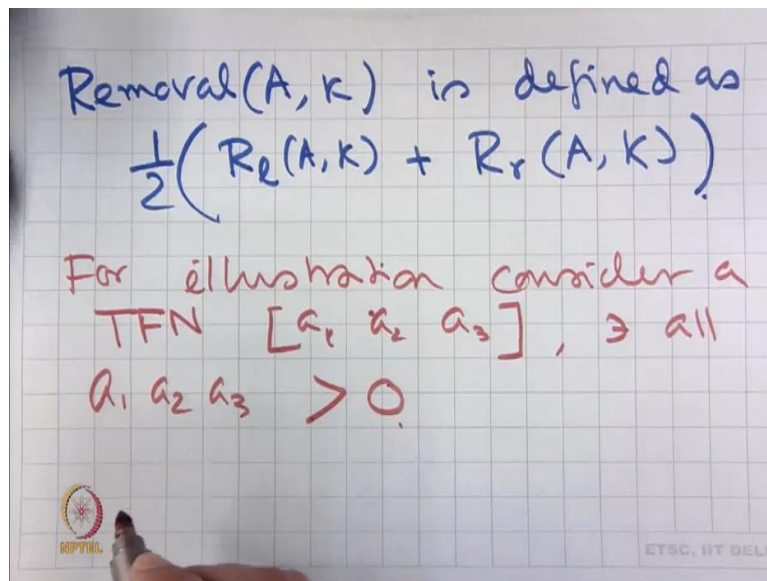 Removal(A, K) is defined as
1/2 ( Rℓ(A, K) + Rr(A, K) ).
For illustration consider a
TFN [a₁ a₂ a₃], ∋ all
a₁ a₂ a₃ > 0.
NPTEL
ETSC, IIT DEL